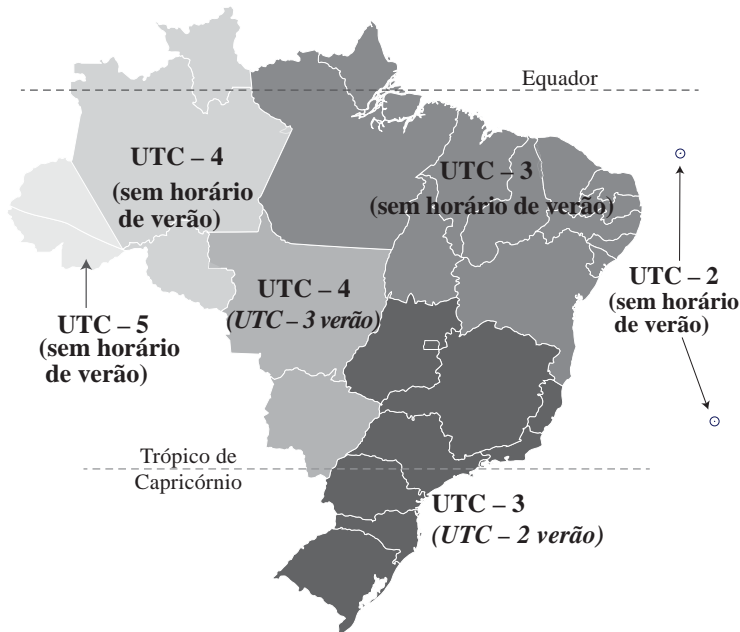 Equador
UTC – 4
(sem horário
de verão)
UTC – 3
(sem horário de verão)
UTC – 2
(sem horário
de verão)
UTC – 4
(UTC – 3 verão)
UTC – 5
(sem horário
de verão)
Trópico de
Capricórnio
UTC – 3
(UTC – 2 verão)